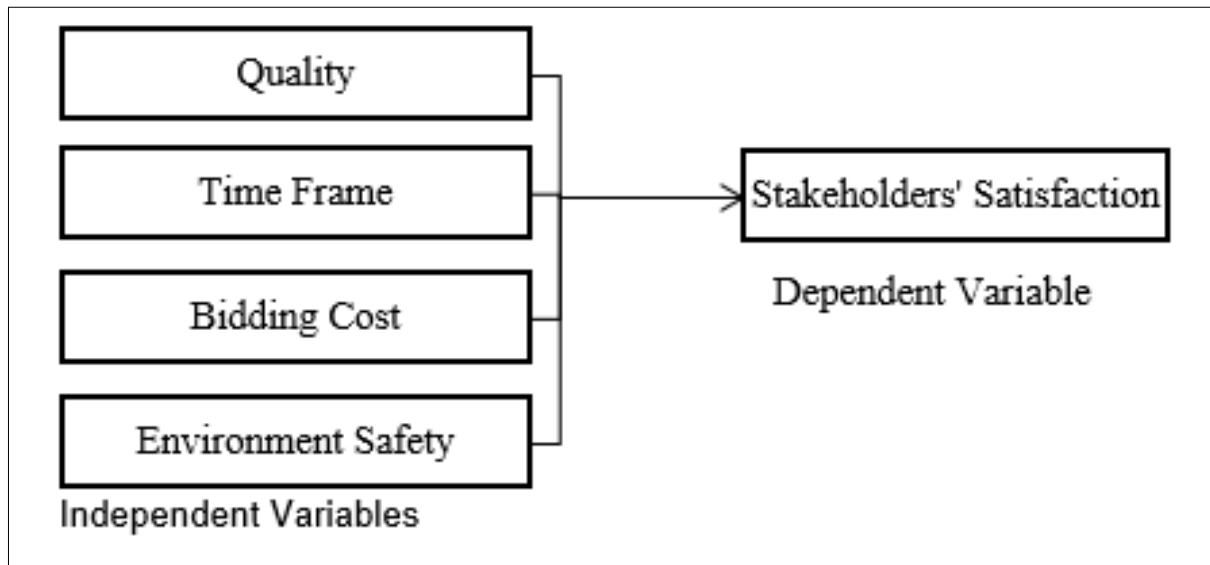 Quality
Time Frame
Bidding Cost
Environment Safety
Independent Variables
Stakeholders' Satisfaction
Dependent Variable